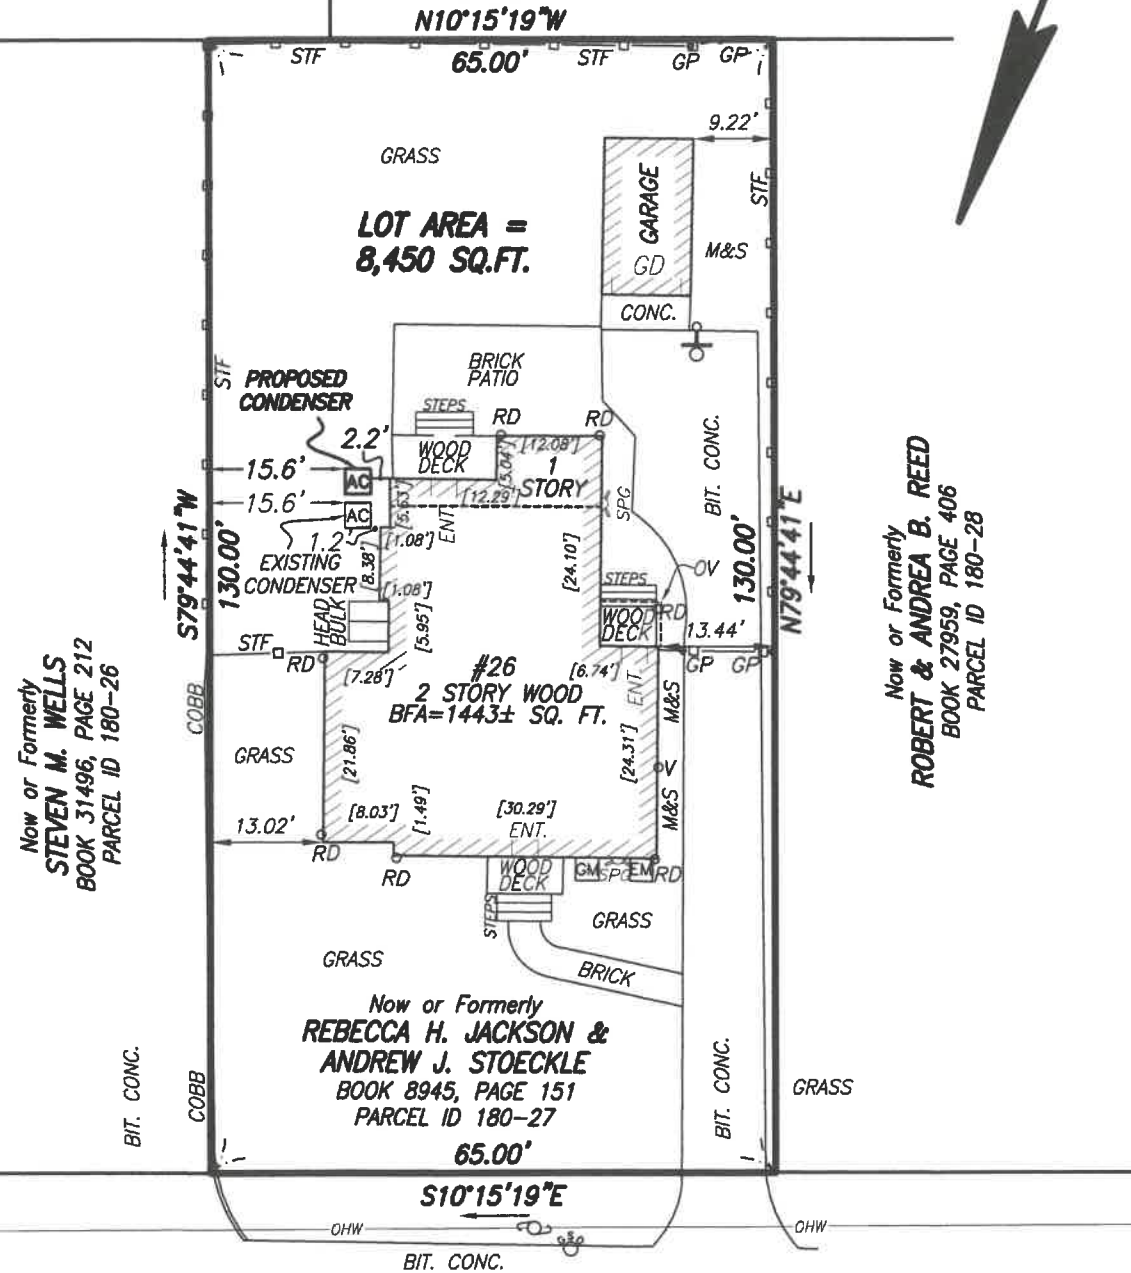 N10°15'19"W
STF
65.00'
STF
GP
GP
9.22'
GRASS
GARAGE
GD
STF
M&S
LOT AREA =
8,450 SQ.FT.
CONC.
BRICK
PATIO
STF
PROPOSED
CONDENSER
STEPS
RD
RD
2.2'
WOOD
DECK
[12.08']
[5.04']
1
STORY
BIT. CONC.
15.6'
AC
[12.29']
SPG
15.6'
AC
ENT.
1.2'
[1.08']
EXISTING
CONDENSER
[8.38']
[1.08']
[24.10']
S79°44'41"W
130.00'
130.00'
N79°44'41"E
OV
STEPS
WOOD
DECK
RD
HEAD
BULK
[5.95']
13.44'
STF
RD
[7.28']
#26
2 STORY WOOD
BFA=1443± SQ. FT.
[6.74']
ENT.
GP
GP
M&S
Now or Formerly
STEVEN M. WELLS
BOOK 31496, PAGE 212
PARCEL ID 180-26
Now or Formerly
ROBERT & ANDREA B. REED
BOOK 27959, PAGE 406
PARCEL ID 180-28
COBB
GRASS
[21.86']
[24.31']
V
M&S
[8.03']
[1.49']
[30.29']
ENT.
13.02'
RD
RD
WOOD
DECK
GM
SPG
EM
RD
STEPS
GRASS
GRASS
BRICK
Now or Formerly
REBECCA H. JACKSON &
ANDREW J. STOECKLE
BOOK 8945, PAGE 151
PARCEL ID 180-27
BIT. CONC.
COBB
BIT. CONC.
GRASS
65.00'
S10°15'19"E
OHW
OHW
BIT. CONC.